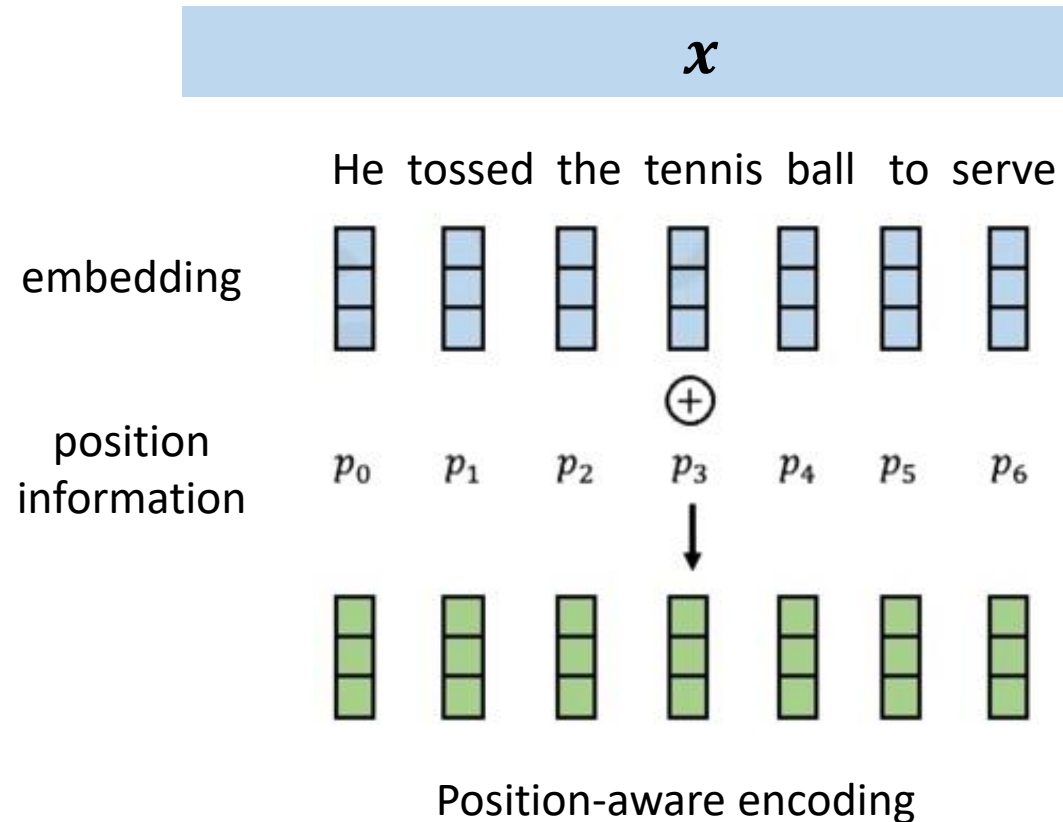 x
He tossed the tennis ball to serve
embedding
+
position
information
p₀ p₁ p₂ p₃ p₄ p₅ p₆
Position-aware encoding